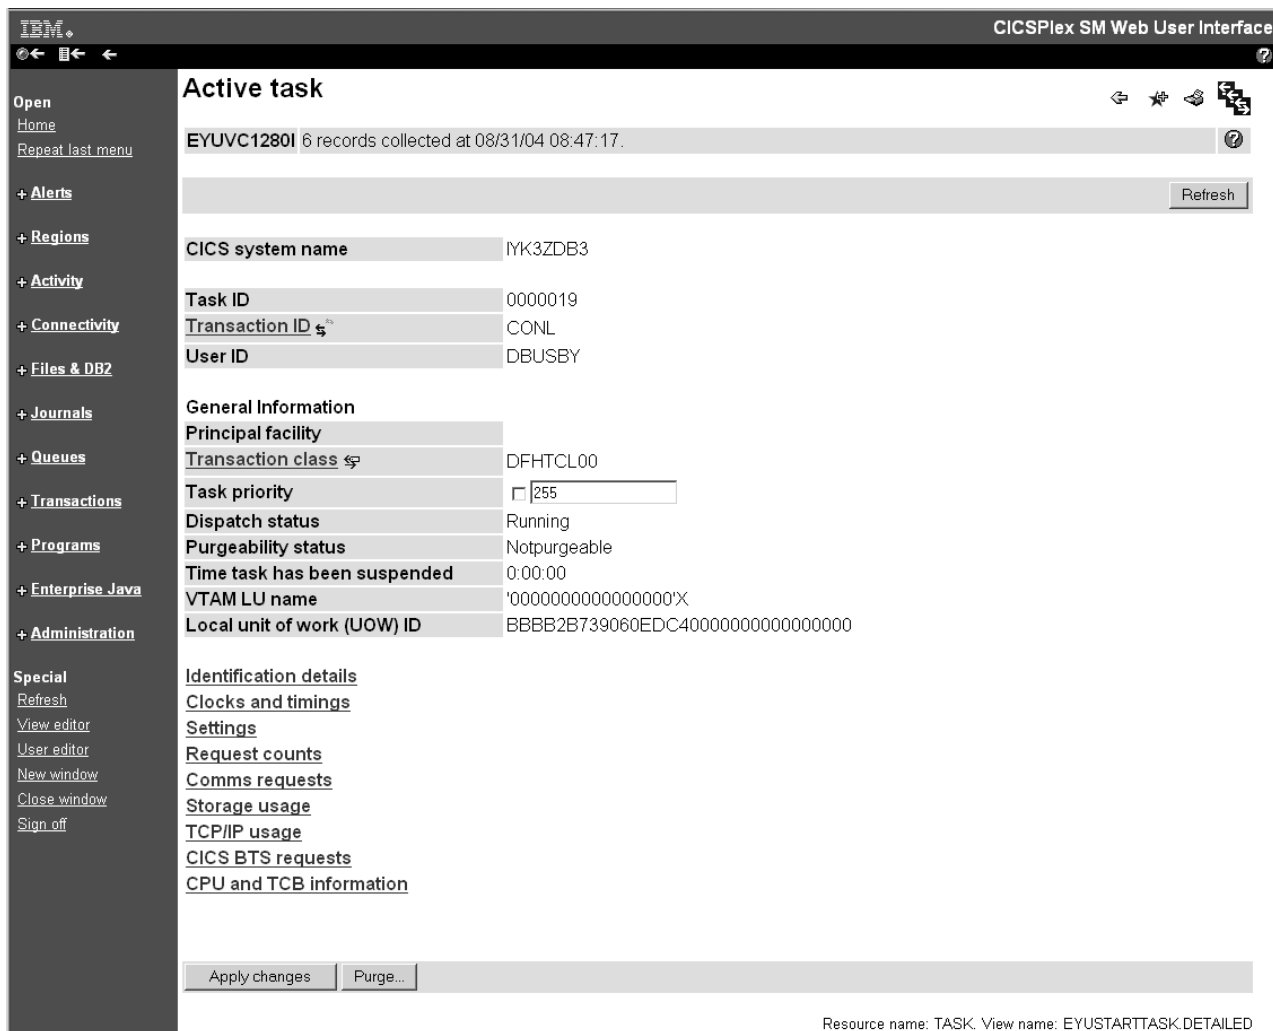 IBM.
CICSPlex SM Web User Interface
Active task
Open
Home
Repeat last menu
+ Alerts
+ Regions
+ Activity
+ Connectivity
+ Files & DB2
+ Journals
+ Queues
+ Transactions
+ Programs
+ Enterprise Java
+ Administration
Special
Refresh
View editor
User editor
New window
Close window
Sign off
EYUVC1280I 6 records collected at 08/31/04 08:47:17.
Refresh
CICS system name IYK3ZDB3
Task ID 0000019
Transaction ID CONL
User ID DBUSBY
General Information
Principal facility
Transaction class DFHTCL00
Task priority 255
Dispatch status Running
Purgeability status Notpurgeable
Time task has been suspended 0:00:00
VTAM LU name '0000000000000000'X
Local unit of work (UOW) ID BBBB2B739060EDC40000000000000000
Identification details
Clocks and timings
Settings
Request counts
Comms requests
Storage usage
TCP/IP usage
CICS BTS requests
CPU and TCB information
Apply changes Purge...
Resource name: TASK. View name: EYUSTARTTASK.DETAILED